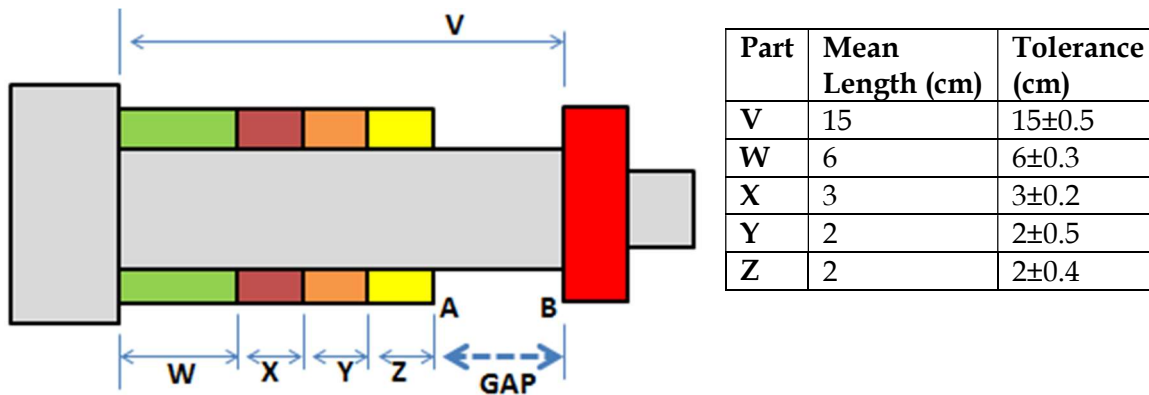 V
A
B
W
X
Y
Z
GAP
Part Mean Length (cm) Tolerance (cm)
V 15 15±0.5
W 6 6±0.3
X 3 3±0.2
Y 2 2±0.5
Z 2 2±0.4